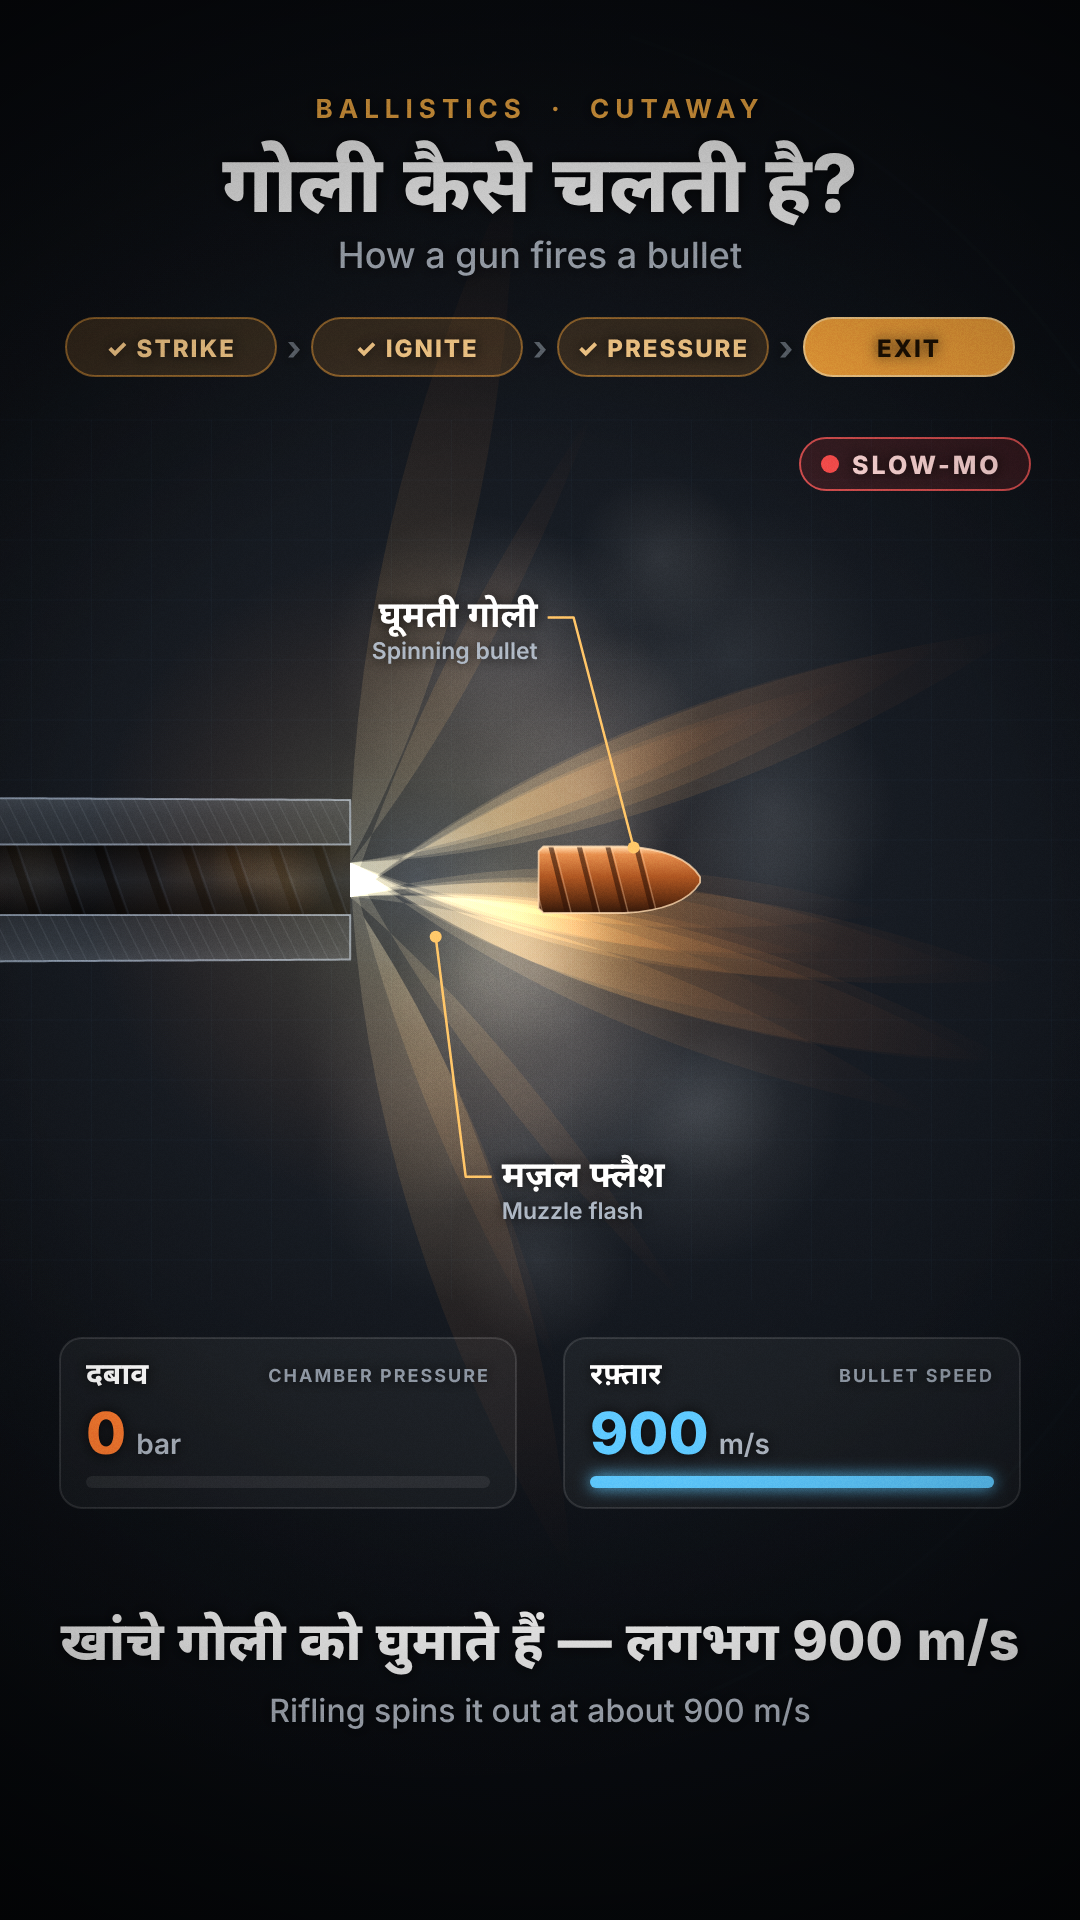 BALLISTICS · CUTAWAY
गोली कैसे चलती है?
How a gun fires a bullet
✓ STRIKE › ✓ IGNITE › ✓ PRESSURE › EXIT
SLOW-MO
घूमती गोली
Spinning bullet
मज़ल फ्लैश
Muzzle flash
दबाव CHAMBER PRESSURE
0 bar
रफ़्तार BULLET SPEED
900 m/s
खांचे गोली को घुमाते हैं — लगभग 900 m/s
Rifling spins it out at about 900 m/s